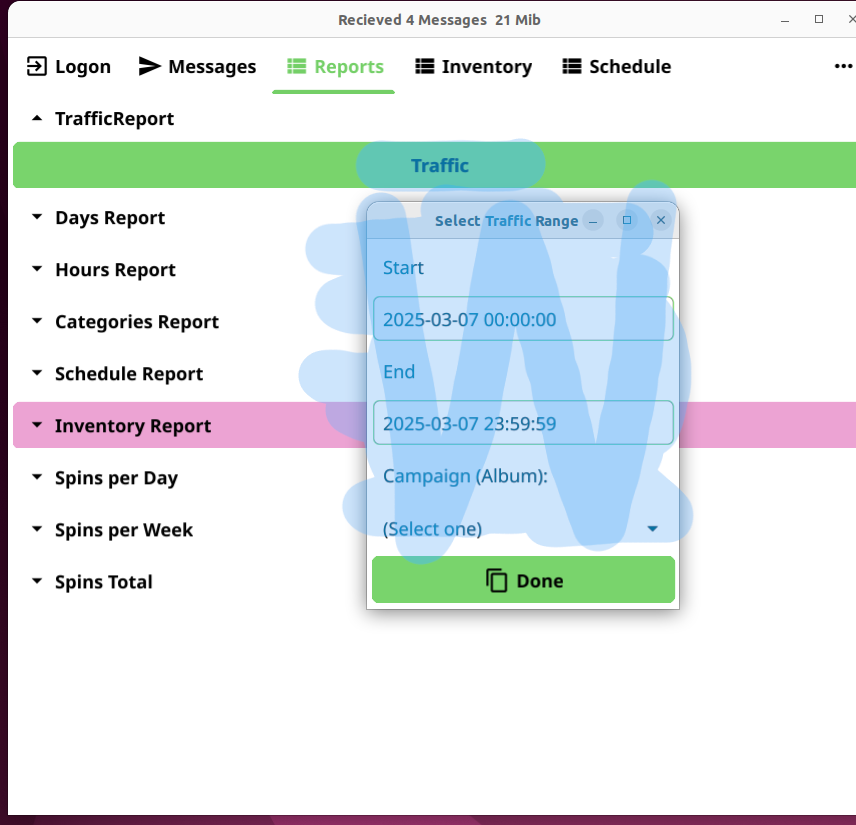 Recieved 4 Messages  21 Mib
Logon Messages Reports Inventory Schedule
TrafficReport
Traffic
Days Report
Hours Report
Categories Report
Schedule Report
Inventory Report
Spins per Day
Spins per Week
Spins Total
Select Traffic Range
Start
2025-03-07 00:00:00
End
2025-03-07 23:59:59
Campaign (Album):
(Select one)
Done